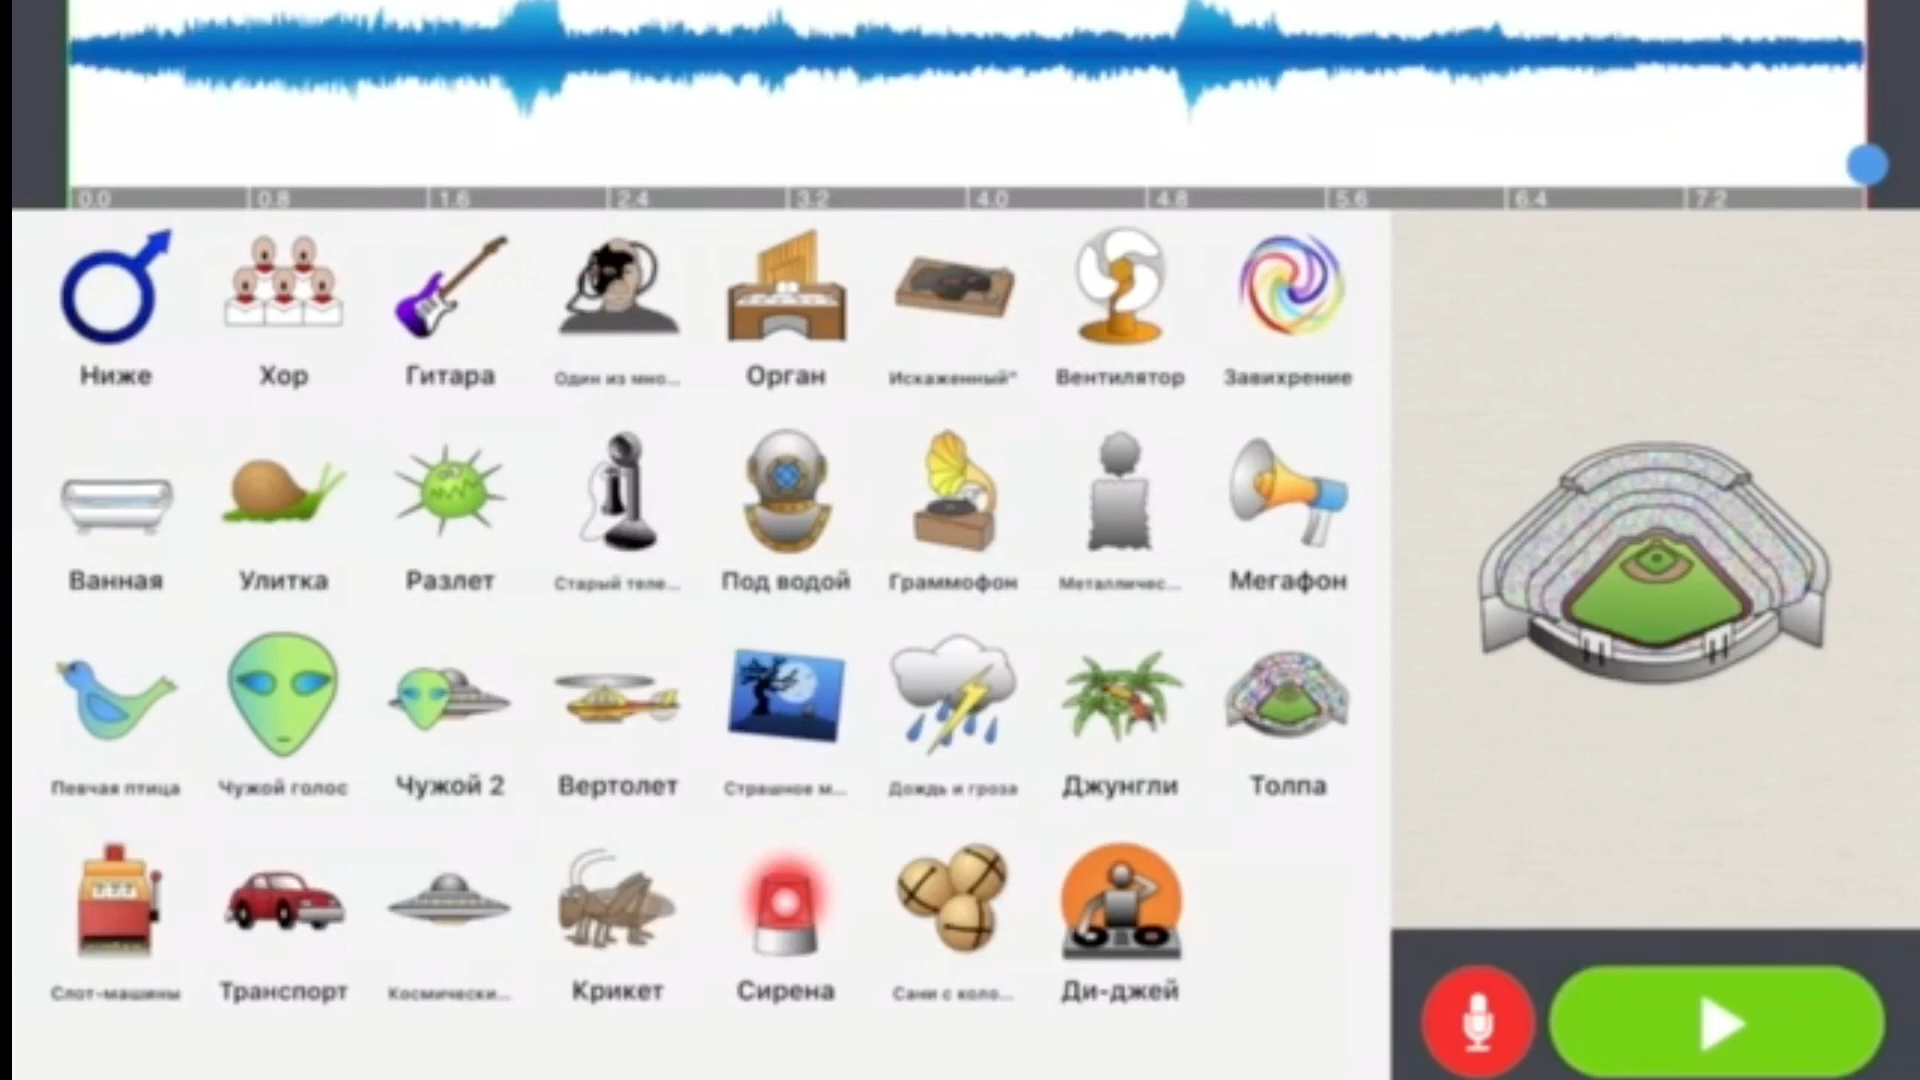 0.0 0.8 1.6 2.4 3.2 4.0 4.8 5.6 6.4 7.2
Ниже Хор Гитара Один из мно... Орган Искаженный" Вентилятор Завихрение
Ванная Улитка Разлет Старый теле... Под водой Граммофон Металличес... Мегафон
Певчая птица Чужой голос Чужой 2 Вертолет Страшное м... Дождь и гроза Джунгли Толпа
Слот-машины Транспорт Космически... Крикет Сирена Сани с коло... Ди-джей